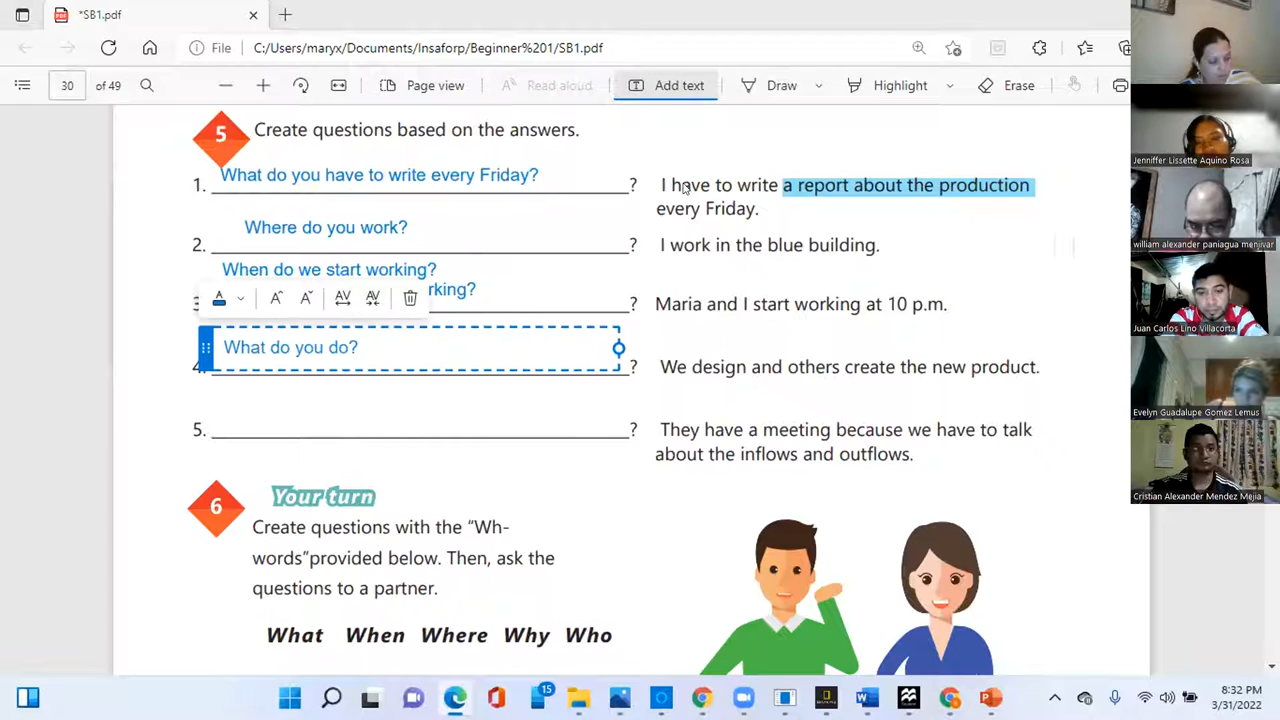 *SB1.pdf
File C:/Users/maryx/Documents/Insaforp/Beginner%201/SB1.pdf
30 of 49 Page view Read aloud Add text Draw Highlight Erase
5 Create questions based on the answers.
1. What do you have to write every Friday? ? I have to write a report about the production
every Friday.
Where do you work?
2. ? I work in the blue building.
When do we start working?
rking?
? Maria and I start working at 10 p.m.
What do you do?
4. ? We design and others create the new product.
5. ? They have a meeting because we have to talk
about the inflows and outflows.
6 Your turn
Create questions with the “Wh-
words”provided below. Then, ask the
questions to a partner.
What When Where Why Who
Jenniffer Lissette Aquino Rosa
william alexander paniagua menjivar
Juan Carlos Lino Villacorta
Evelyn Guadalupe Gomez Lemus
Cristian Alexander Mendez Mejia
15
8:32 PM
3/31/2022